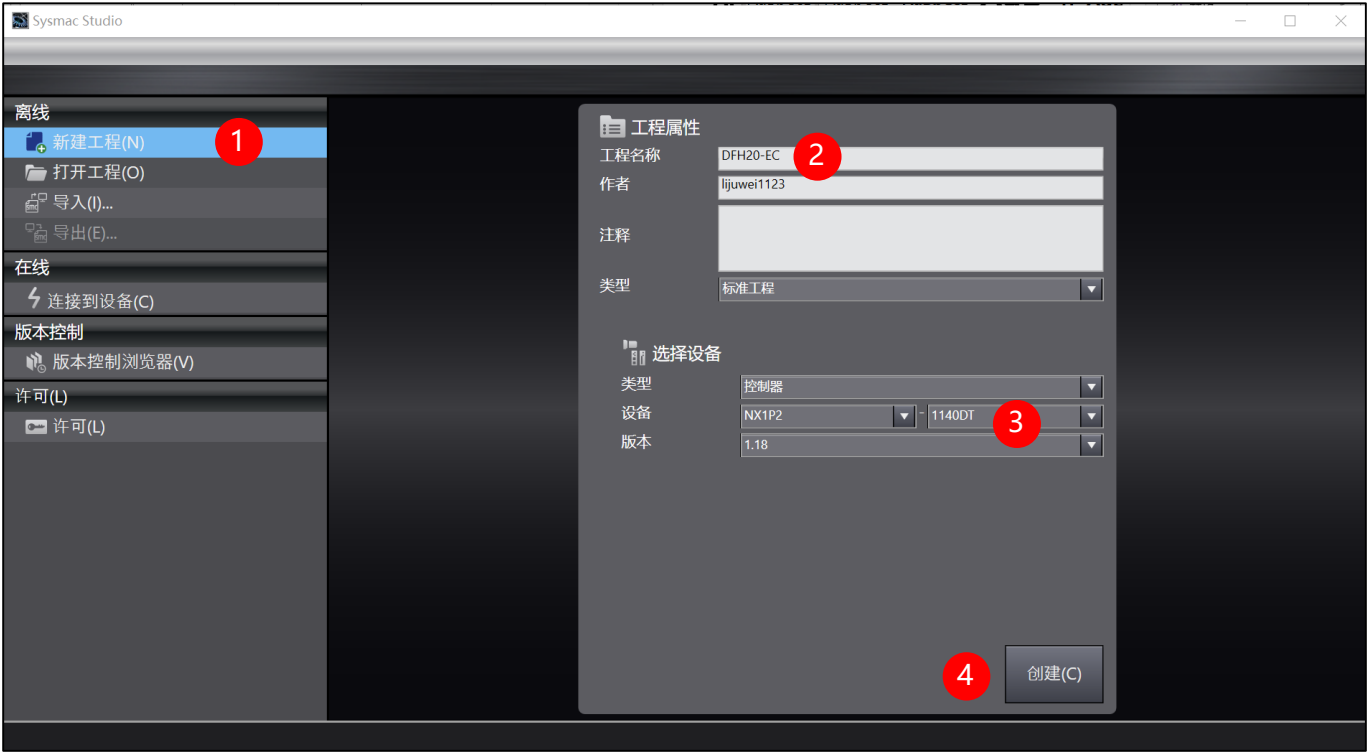 Sysmac Studio
离线
新建工程(N)
1
打开工程(O)
导入(I)...
导出(E)...
在线
连接到设备(C)
版本控制
版本控制浏览器(V)
许可(L)
许可(L)
工程属性
工程名称 DFH20-EC 2
作者 lijuwei1123
注释
类型 标准工程
选择设备
类型 控制器
设备 NX1P2 - 1140DT 3
版本 1.18
4 创建(C)